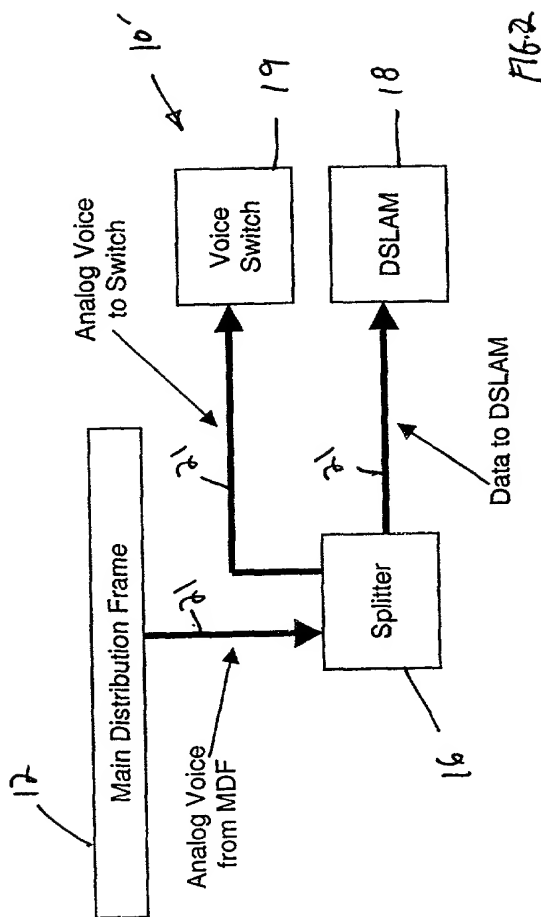 10'
12
Main Distribution Frame
Analog Voice
to Switch
Voice
Switch
19
Analog Voice
from MDF
Splitter
16
DSLAM
18
Data to DSLAM
FIG.2